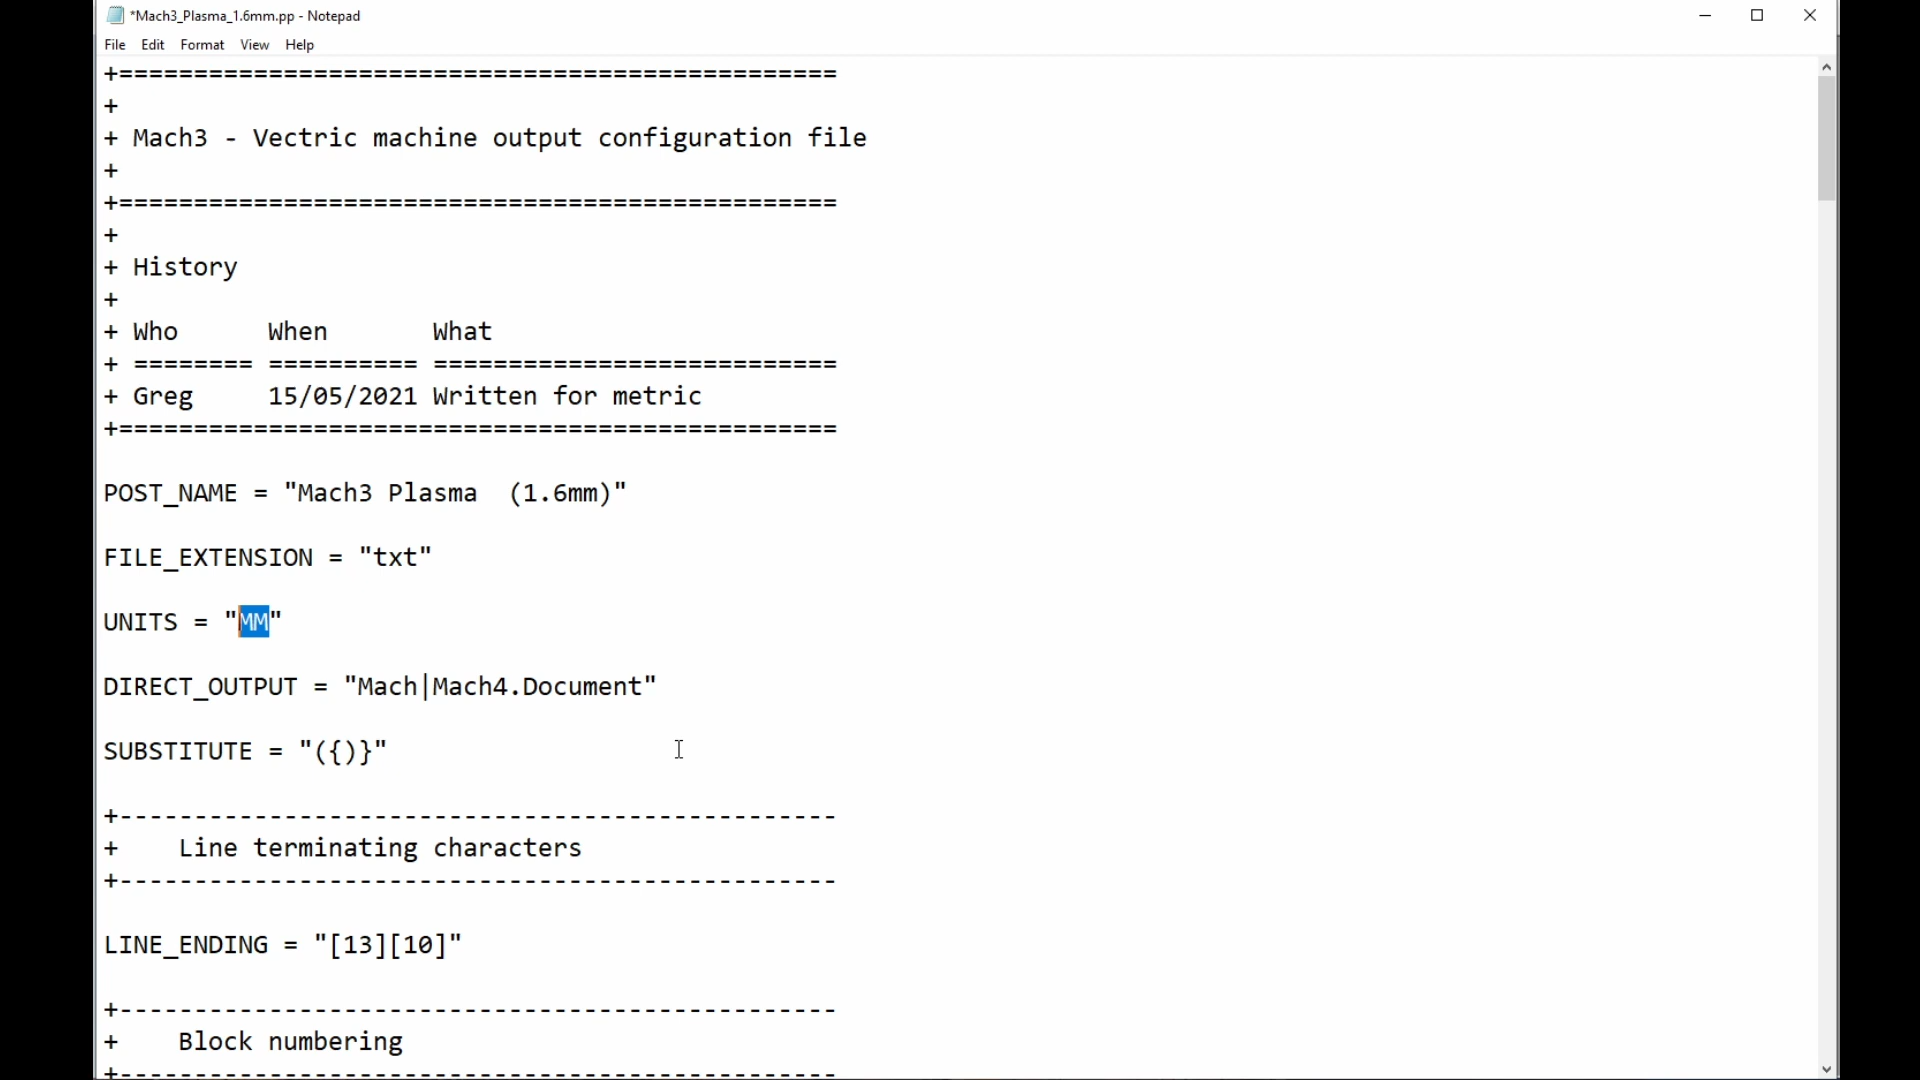 *Mach3_Plasma_1.6mm.pp - Notepad
File Edit Format View Help
+================================================
+
+ Mach3 - Vectric machine output configuration file
+
+================================================
+
+ History
+
+ Who      When       What
+ ======== ========== ===========================
+ Greg     15/05/2021 Written for metric
+================================================
POST_NAME = "Mach3 Plasma  (1.6mm)"
FILE_EXTENSION = "txt"
UNITS = "MM"
DIRECT_OUTPUT = "Mach|Mach4.Document"
SUBSTITUTE = "({)}"
+------------------------------------------------
+    Line terminating characters
+------------------------------------------------
LINE_ENDING = "[13][10]"
+------------------------------------------------
+    Block numbering
+------------------------------------------------